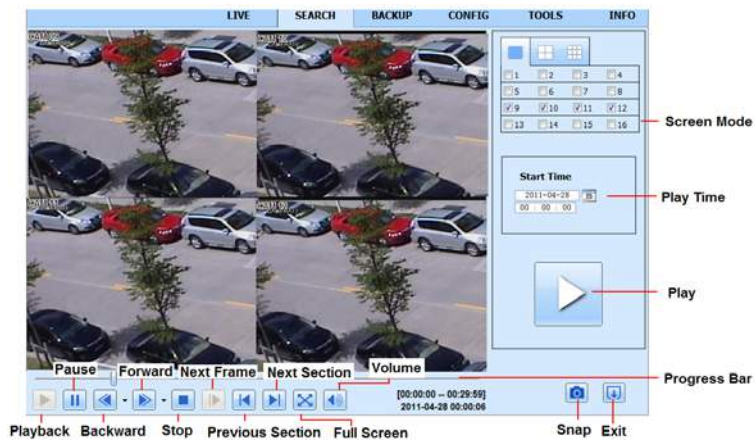 LIVE SEARCH BACKUP CONFIG TOOLS INFO
1 2 3 4
5 6 7 8
9 10 11 12
13 14 15 16
Screen Mode
Start Time
2011-04-28
00 : 00 : 00
Play Time
Play
Progress Bar
Pause Forward Next Frame Next Section Volume
[00:00:00 -- 00:29:59]
2011-04-28 00:00:06
Playback Backward Stop Previous Section Full Screen Snap Exit